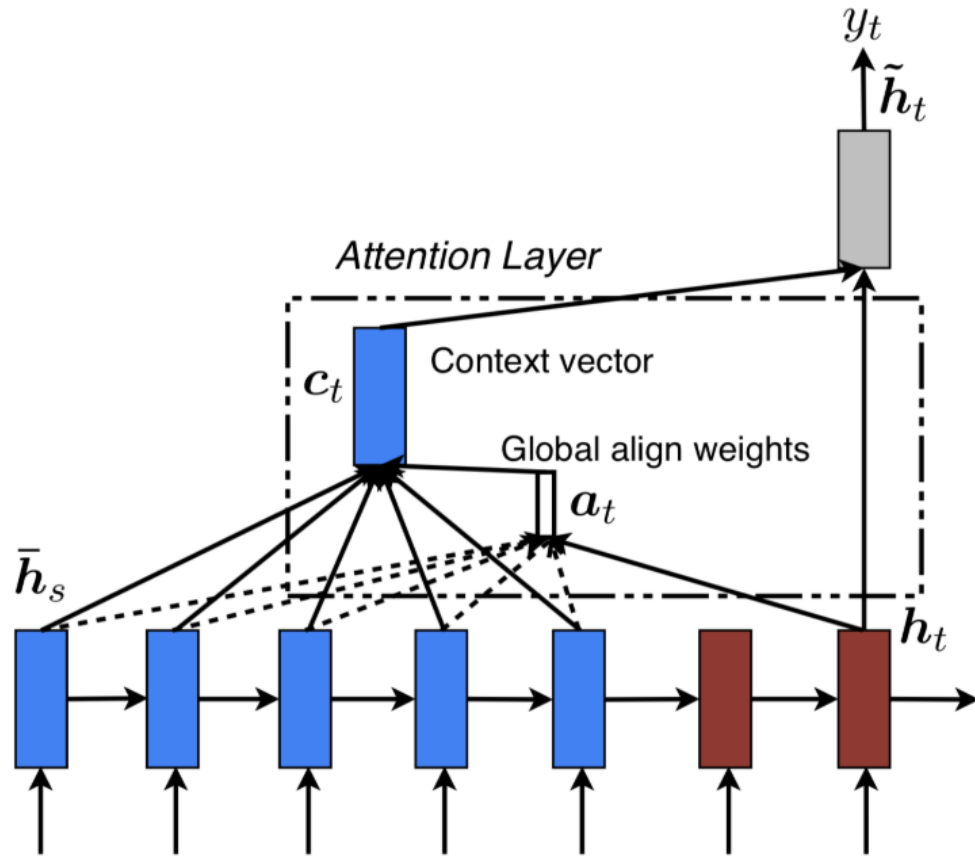 y_t
h̃_t
Attention Layer
c_t
Context vector
Global align weights
a_t
h̄_s
h_t